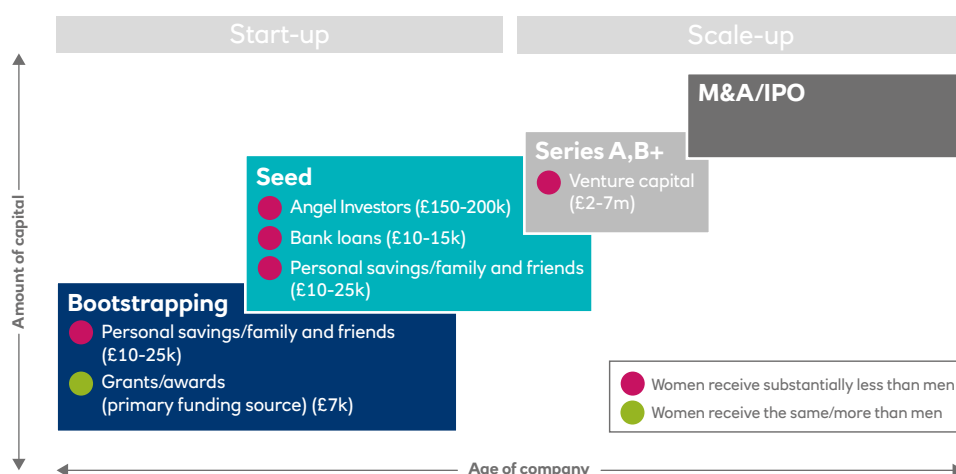 Start-up
Scale-up
Amount of capital
M&A/IPO
Series A,B+
Venture capital
(£2-7m)
Seed
Angel Investors (£150-200k)
Bank loans (£10-15k)
Personal savings/family and friends
(£10-25k)
Bootstrapping
Personal savings/family and friends
(£10-25k)
Grants/awards
(primary funding source) (£7k)
Women receive substantially less than men
Women receive the same/more than men
Age of company